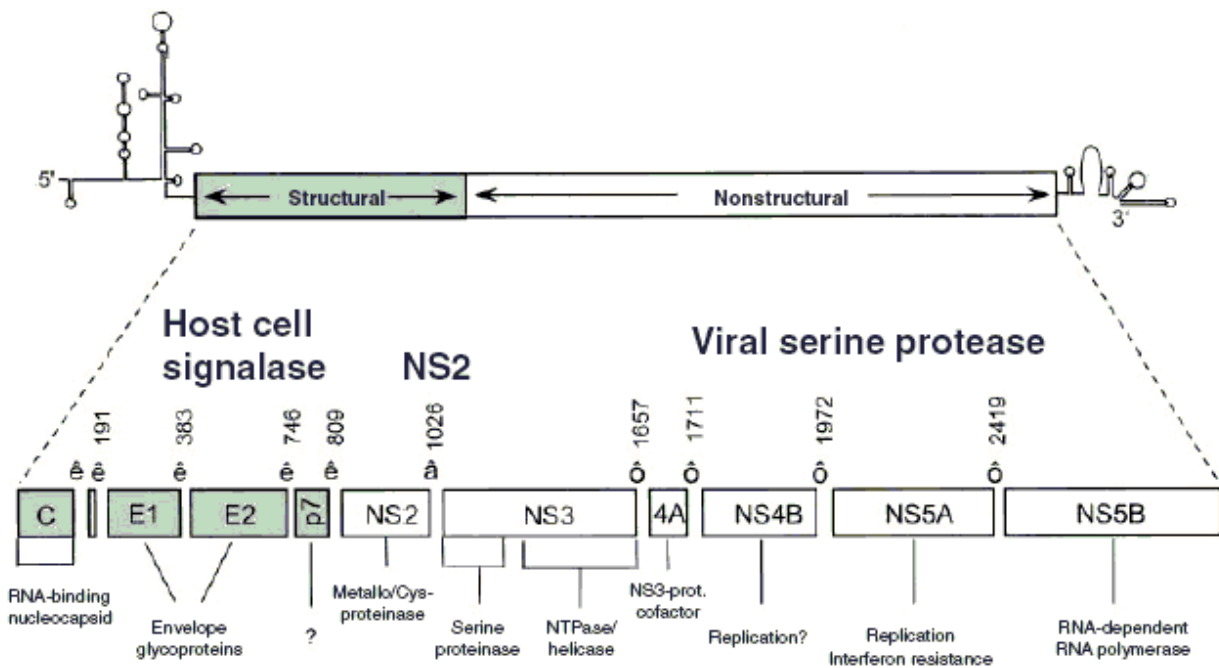 5'
Structural
Nonstructural
3'
Host cell
signalase
NS2
Viral serine protease
191
383
746
809
1026
1657
1711
1972
2419
C
E1
E2
p7
NS2
NS3
4A
NS4B
NS5A
NS5B
RNA-binding
nucleocapsid
Envelope
glycoproteins
?
Metallo/Cys-
proteinase
Serine
proteinase
NTPase/
helicase
NS3-prot.
cofactor
Replication?
Replication
Interferon resistance
RNA-dependent
RNA polymerase